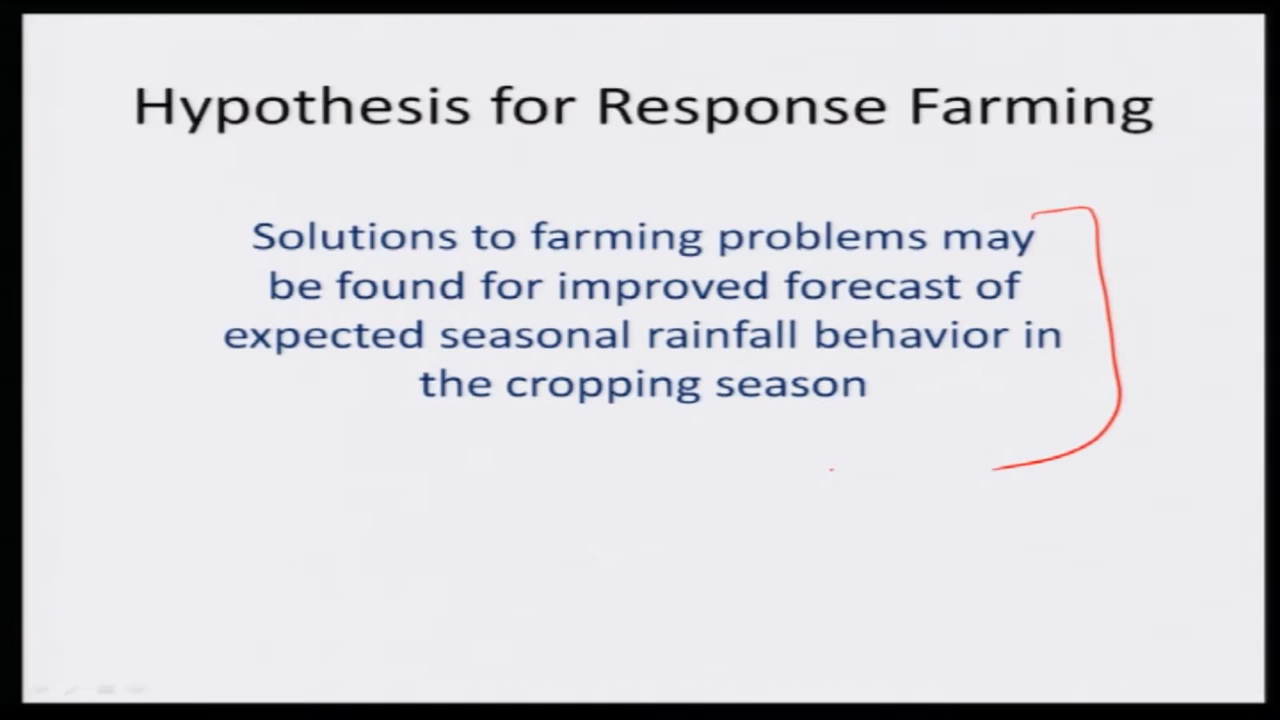 Hypothesis for Response Farming
Solutions to farming problems may
be found for improved forecast of
expected seasonal rainfall behavior in
the cropping season